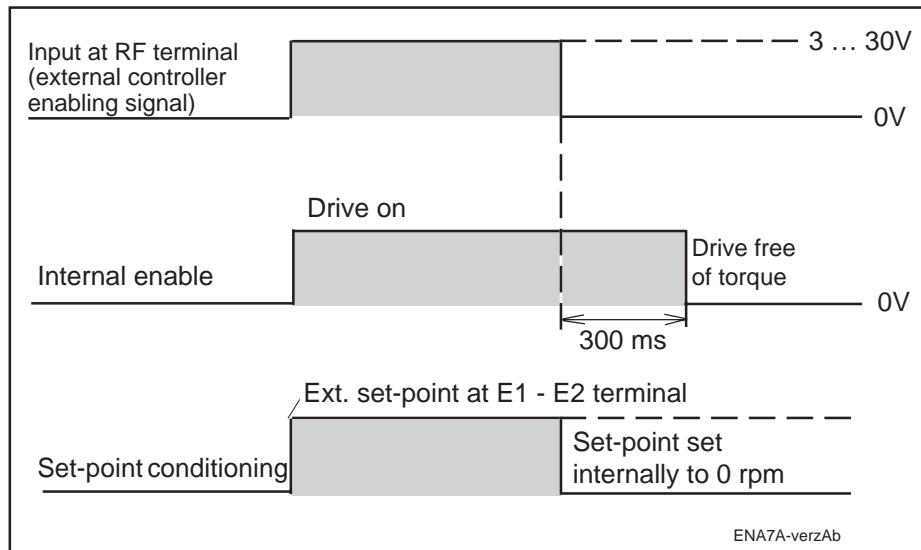 Input at RF terminal
(external controller
enabling signal)
3 … 30V
0V
Drive on
Internal enable
Drive free
of torque
0V
300 ms
Ext. set-point at E1 - E2 terminal
Set-point conditioning
Set-point set
internally to 0 rpm
ENA7A-verzAb